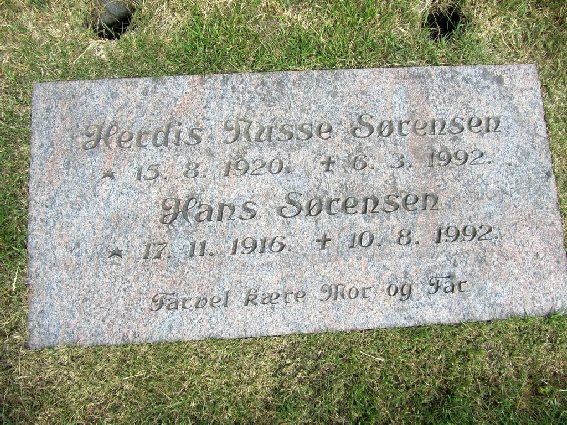 Herdis Nusse Sørensen
* 15. 8. 1920. + 6. 3. 1992.
Hans Sørensen
* 17. 11. 1916. + 10. 8. 1992.
Farvel kære Mor og Far